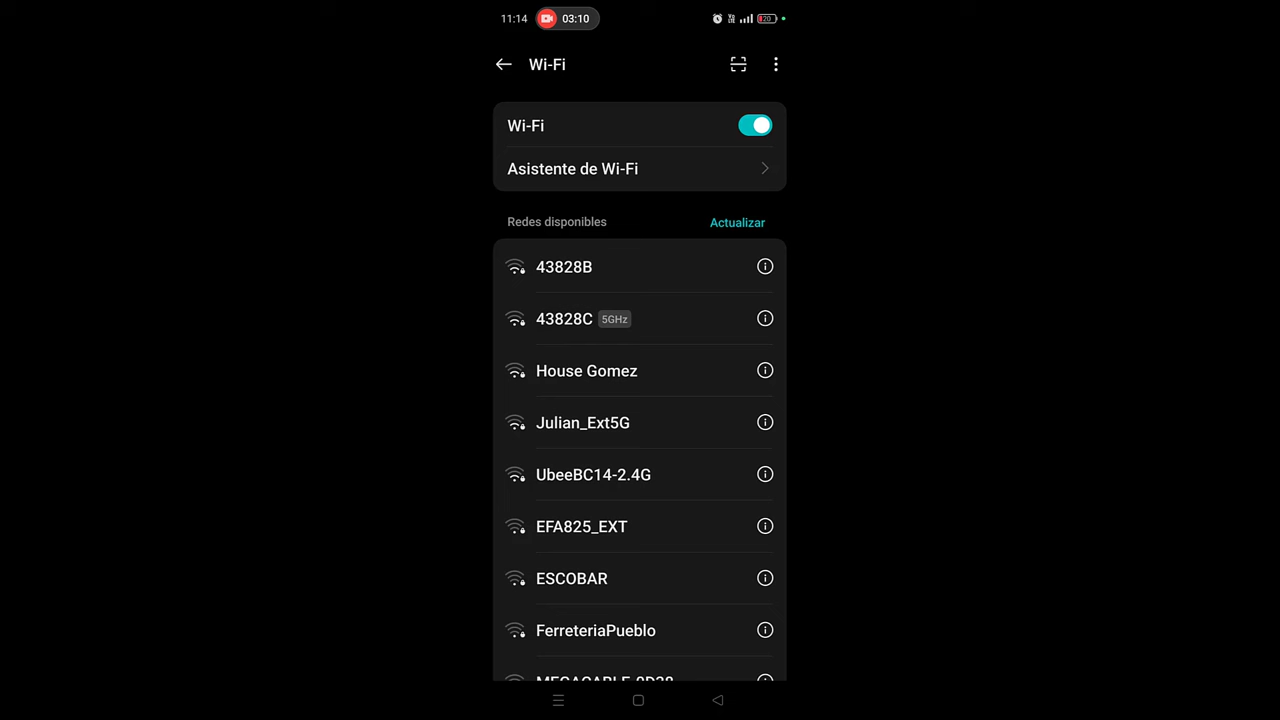 11:14 03:10 20
Wi-Fi
Wi-Fi
Asistente de Wi-Fi
Redes disponibles Actualizar
43828B
43828C 5GHz
House Gomez
Julian_Ext5G
UbeeBC14-2.4G
EFA825_EXT
ESCOBAR
FerreteriaPueblo